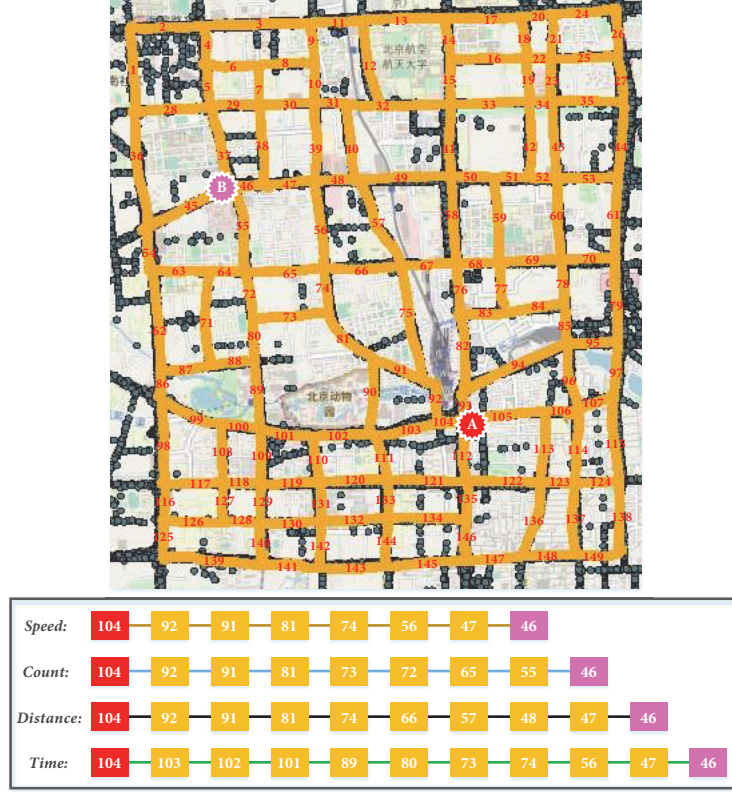 2 3 11 13 17 20 24
4 9 14 18 21 26
北京航空
航天大学
1 6 8 12 15 16 22 25
南
5 7 10 19 23 27
28 29 30 31 32 33 34 35
36 37 38 39 40 41 42 43 44
B 46 47 48 49 50 51 52 53
45 55 56 57 58 59 60 61
54 63 64 65 66 67 68 69 70
62 71 72 73 74 75 76 77 78 79
80 81 82 83 84 85
86 87 88 89 90 91 92 93 94 95 96 97
北京动物
园
98 99 100 101 102 103 104 A 105 106 107
108 109 110 111 112 113 114 115
117 118 119 120 121 122 123 124
116 127 129 131 133 135
125 126 128 130 132 134 136 137 138
140 142 144 146
139 141 143 145 147 148 149
Speed: 104 92 91 81 74 56 47 46
Count: 104 92 91 81 73 72 65 55 46
Distance: 104 92 91 81 74 66 57 48 47 46
Time: 104 103 102 101 89 80 73 74 56 47 46